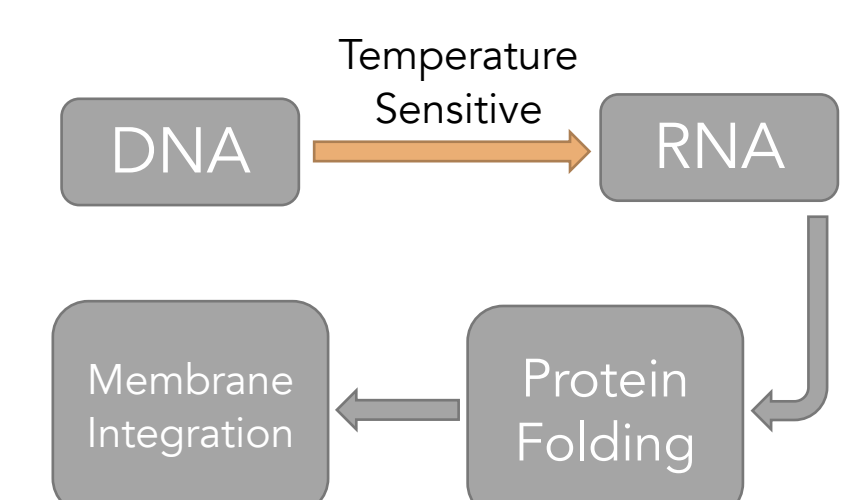 Temperature
Sensitive
DNA
RNA
Protein
Folding
Membrane
Integration